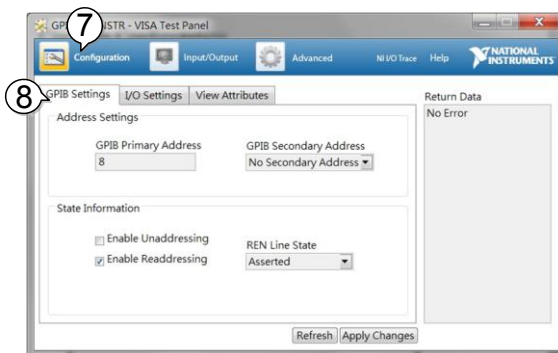 GP INSTR - VISA Test Panel
7
Configuration Input/Output Advanced NI I/O Trace Help NATIONAL INSTRUMENTS
8
GPIB Settings I/O Settings View Attributes
Return Data
No Error
Address Settings
GPIB Primary Address GPIB Secondary Address
8 No Secondary Address
State Information
Enable Unaddressing
REN Line State
Enable Readdressing
Asserted
Refresh Apply Changes